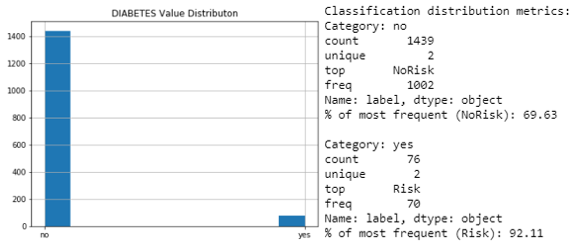 DIABETES Value Distributon
1400
1200
1000
800
600
400
200
0
no yes
Classification distribution metrics:
Category: no
count 1439
unique 2
top NoRisk
freq 1002
Name: label, dtype: object
% of most frequent (NoRisk): 69.63
Category: yes
count 76
unique 2
top Risk
freq 70
Name: label, dtype: object
% of most frequent (Risk): 92.11